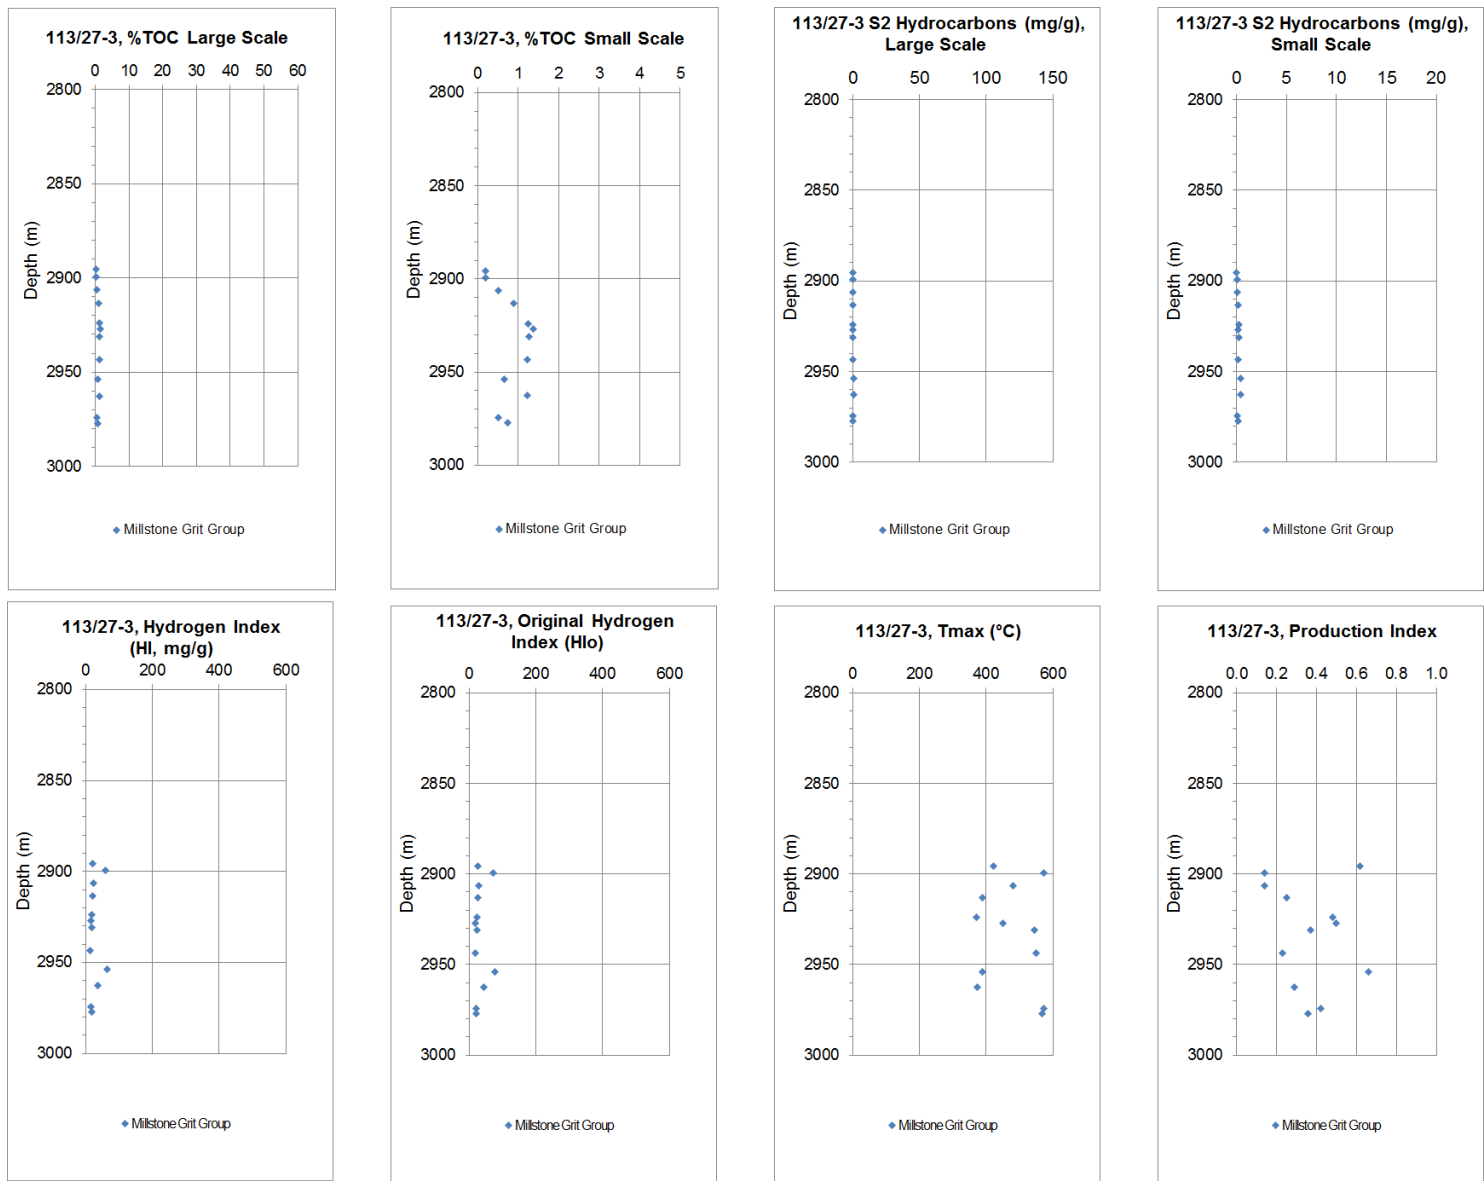 113/27-3, %TOC Large Scale
0 10 20 30 40 50 60
2800
2850
2900
2950
3000
Depth (m)
Millstone Grit Group
113/27-3, %TOC Small Scale
0 1 2 3 4 5
2800
2850
2900
2950
3000
Depth (m)
Millstone Grit Group
113/27-3 S2 Hydrocarbons (mg/g),
Large Scale
0 50 100 150
2800
2850
2900
2950
3000
Depth (m)
Millstone Grit Group
113/27-3 S2 Hydrocarbons (mg/g),
Small Scale
0 5 10 15 20
2800
2850
2900
2950
3000
Depth (m)
Millstone Grit Group
113/27-3, Hydrogen Index
(HI, mg/g)
0 200 400 600
2800
2850
2900
2950
3000
Depth (m)
Millstone Grit Group
113/27-3, Original Hydrogen
Index (HIo)
0 200 400 600
2800
2850
2900
2950
3000
Depth (m)
Millstone Grit Group
113/27-3, Tmax (°C)
0 200 400 600
2800
2850
2900
2950
3000
Depth (m)
Millstone Grit Group
113/27-3, Production Index
0.0 0.2 0.4 0.6 0.8 1.0
2800
2850
2900
2950
3000
Depth (m)
Millstone Grit Group